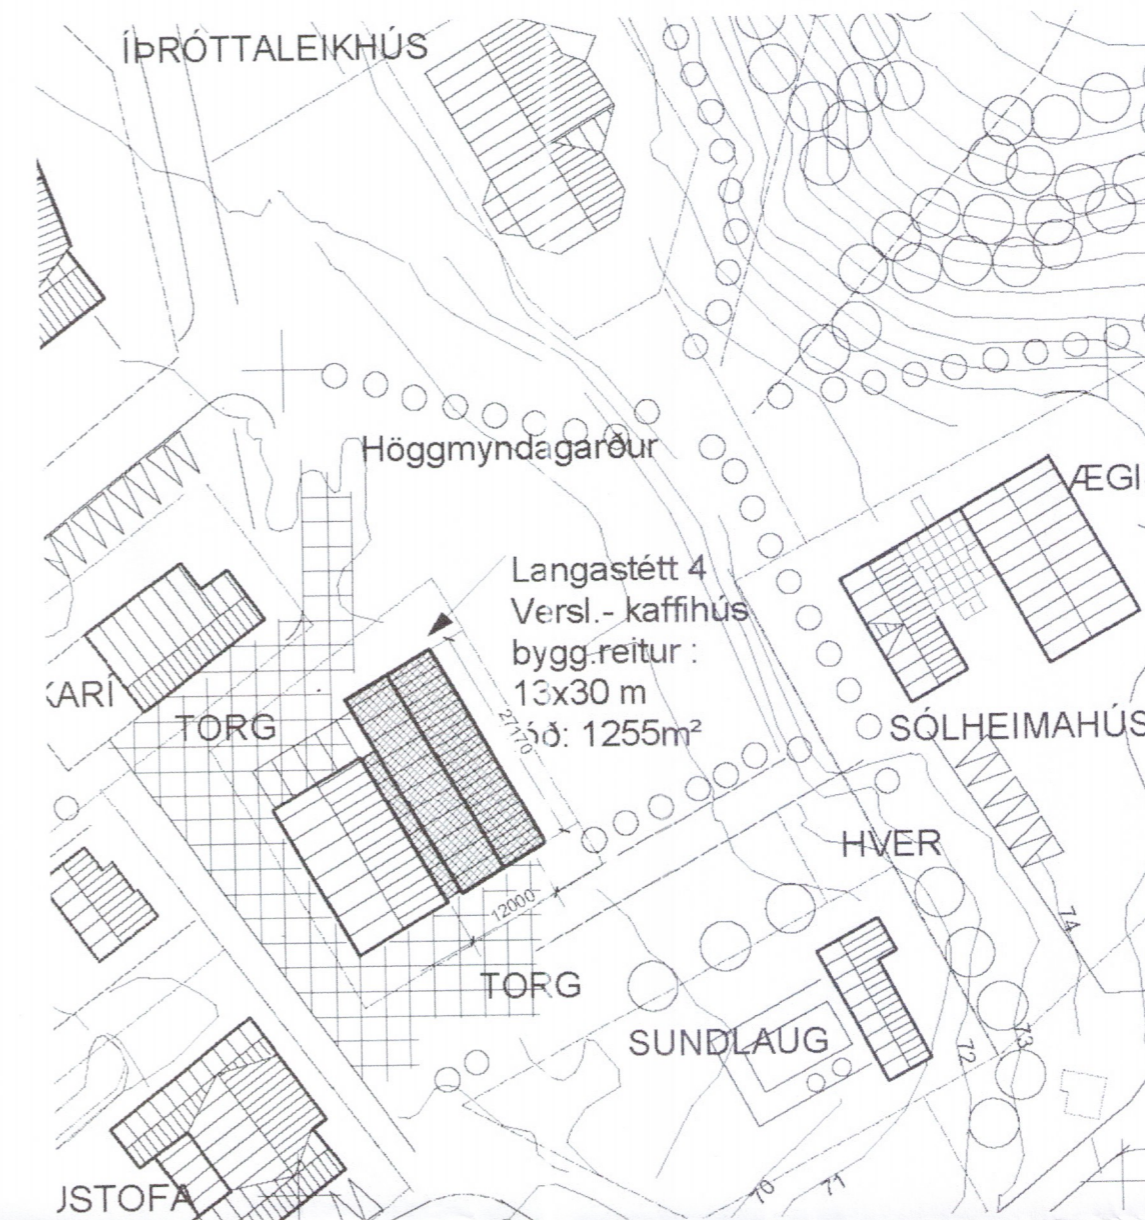 ÍÞRÓTTALEIKHÚS
Höggmyndagarður
ÆGI
Langastétt 4
Versl.- kaffihús
bygg.reitur :
13x30 m
óð: 1255m²
KARÍ
TORG
27170
SÓLHEIMAHÚS
HVER
12000
74
TORG
SUNDLAUG
73
72
JSTOFA
70
71